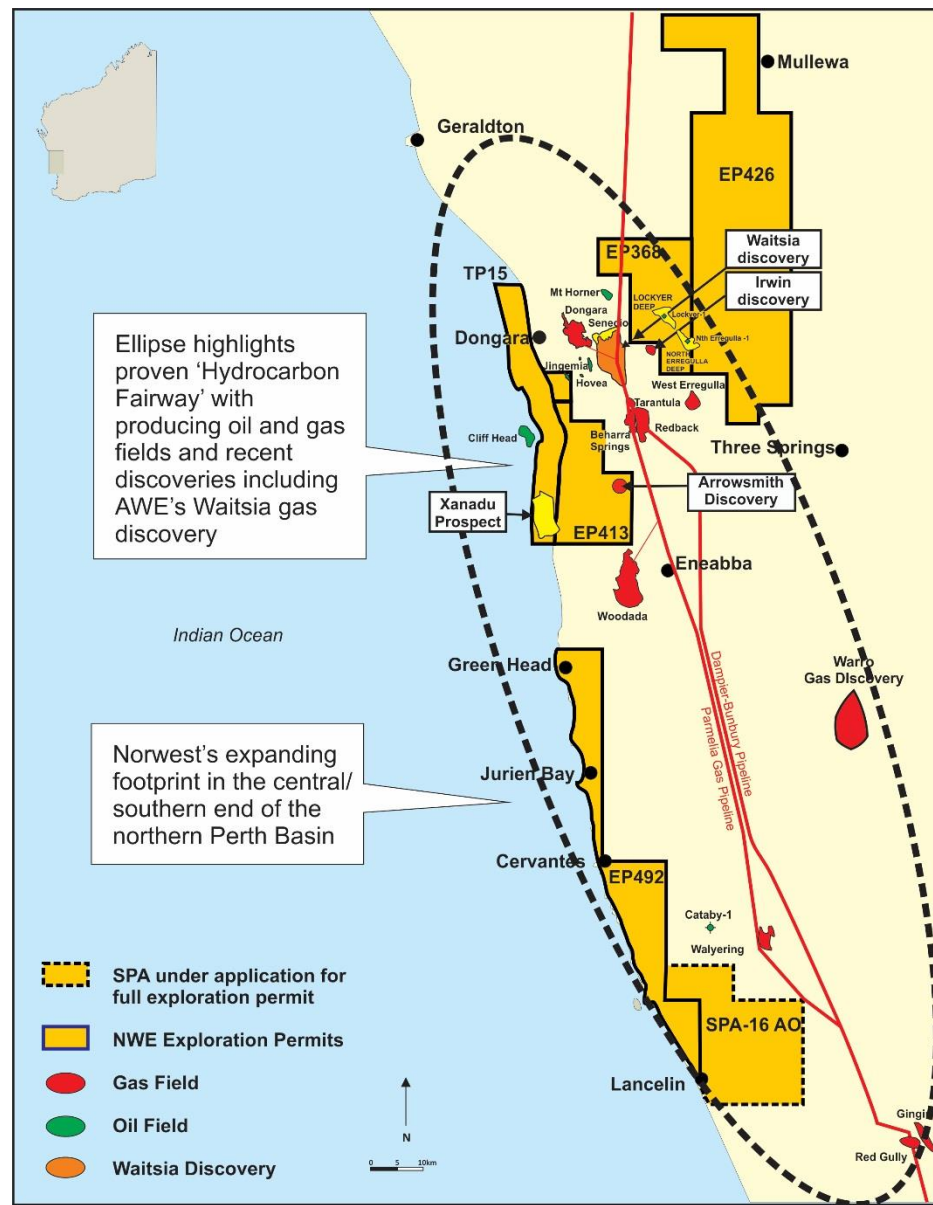 Mullewa
Geraldton
EP426
Waitsia
discovery
EP368
Irwin
discovery
TP15
Mt Horner
LOCKYER
DEEP
Lockyer-1
Dongara
Senecio
Nth Erregulla -1
Dongara
NORTH
ERREGULLA
DEEP
Jingemia
Hovea
West Erregulla
Tarantula
Redback
Beharra
Springs
Cliff Head
Three Springs
Ellipse highlights
proven ‘Hydrocarbon
Fairway’ with
producing oil and gas
fields and recent
discoveries including
AWE’s Waitsia gas
discovery
Arrowsmith
Discovery
Xanadu
Prospect
EP413
Eneabba
Woodada
Indian Ocean
Green Head
Warro
Gas DIscovery
Dampier-Bunbury Pipeline
Parmelia Gas Pipeline
Norwest’s expanding
footprint in the central/
southern end of the
northern Perth Basin
Jurien Bay
Cervantes
EP492
Cataby-1
Walyering
SPA-16 AO
Lancelin
Gingin
Red Gully
SPA under application for
full exploration permit
NWE Exploration Permits
Gas Field
Oil Field
Waitsia Discovery
N
0 5 10km